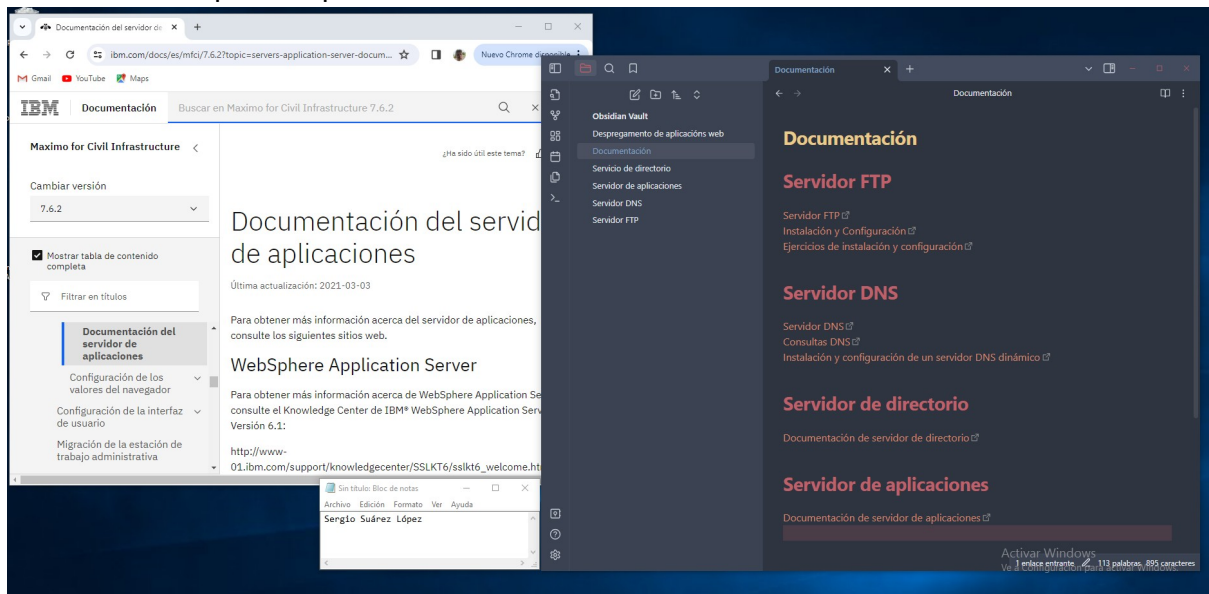 Documentación del servidor de
ibm.com/docs/es/mfci/7.6.2?topic=servers-application-server-docum...
Nuevo Chrome disponible
Gmail
YouTube
Maps
IBM
Documentación
Buscar en Maximo for Civil Infrastructure 7.6.2
Maximo for Civil Infrastructure
Cambiar versión
7.6.2
Mostrar tabla de contenido
completa
Filtrar en títulos
Documentación del
servidor de
aplicaciones
Configuración de los
valores del navegador
Configuración de la interfaz
de usuario
Migración de la estación de
trabajo administrativa
¿Ha sido útil este tema?
Documentación del servid
de aplicaciones
Última actualización: 2021-03-03
Para obtener más información acerca del servidor de aplicaciones,
consulte los siguientes sitios web.
WebSphere Application Server
Para obtener más información acerca de WebSphere Application Se
consulte el Knowledge Center de IBM® WebSphere Application Serv
Versión 6.1:
http://www-
01.ibm.com/support/knowledgecenter/SSLKT6/sslkt6_welcome.ht
Sin título: Bloc de notas
Archivo Edición Formato Ver Ayuda
Sergio Suárez López
Obsidian Vault
Despregamento de aplicacións web
Documentación
Servicio de directorio
Servidor de aplicaciones
Servidor DNS
Servidor FTP
Documentación
Documentación
Documentación
Servidor FTP
Servidor FTP
Instalación y Configuración
Ejercicios de instalación y configuración
Servidor DNS
Servidor DNS
Consultas DNS
Instalación y configuración de un servidor DNS dinámico
Servidor de directorio
Documentación de servidor de directorio
Servidor de aplicaciones
Documentación de servidor de aplicaciones
Activar Windows
Ve a Configuración para activar Windows.
1 enlace entrante 113 palabras 895 caracteres